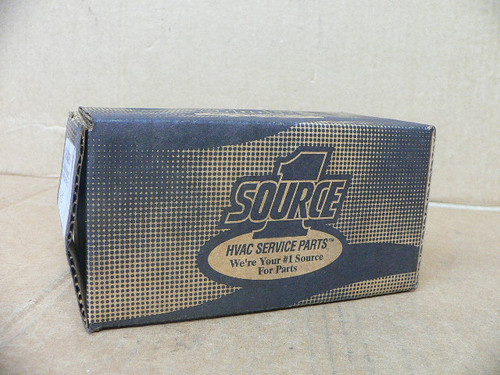 1
SOURCE
HVAC SERVICE PARTS™
We're Your #1 Source
For Parts